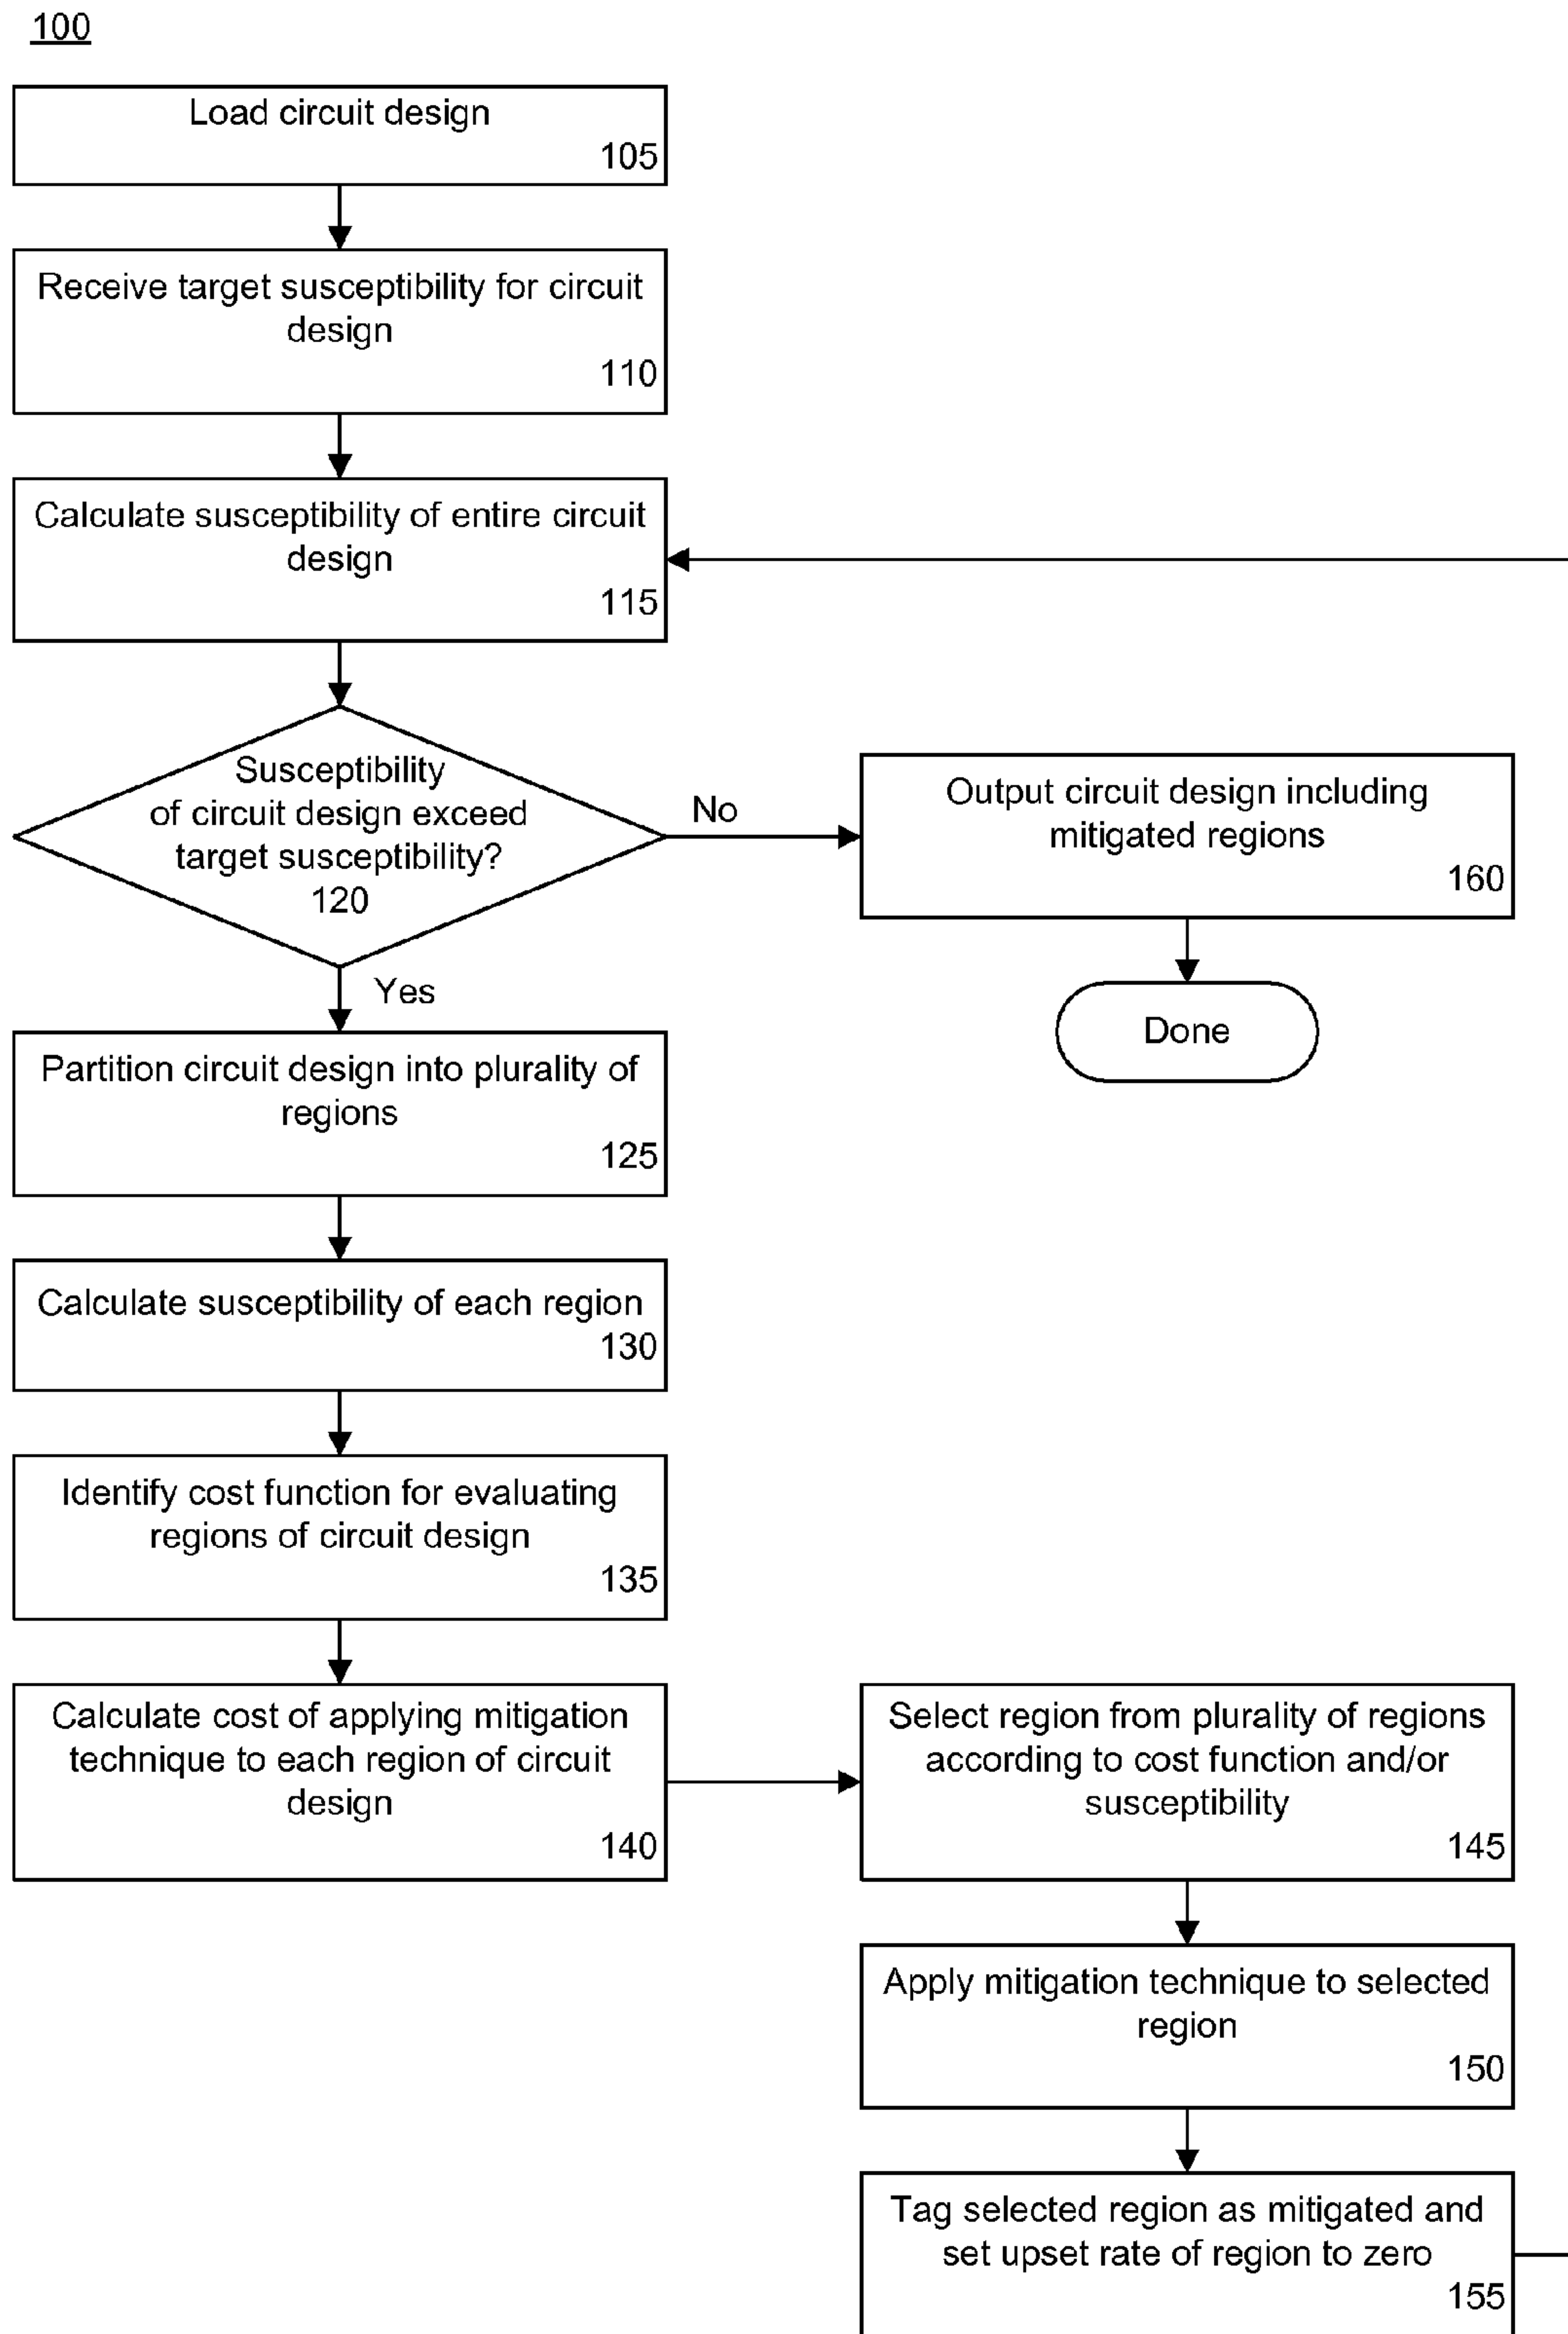 100
Load circuit design
105
Receive target susceptibility for circuit
design
110
Calculate susceptibility of entire circuit
design
115
Susceptibility
of circuit design exceed
target susceptibility?
120
No
Output circuit design including
mitigated regions
160
Done
Yes
Partition circuit design into plurality of
regions
125
Calculate susceptibility of each region
130
Identify cost function for evaluating
regions of circuit design
135
Calculate cost of applying mitigation
technique to each region of circuit
design
140
Select region from plurality of regions
according to cost function and/or
susceptibility
145
Apply mitigation technique to selected
region
150
Tag selected region as mitigated and
set upset rate of region to zero
155